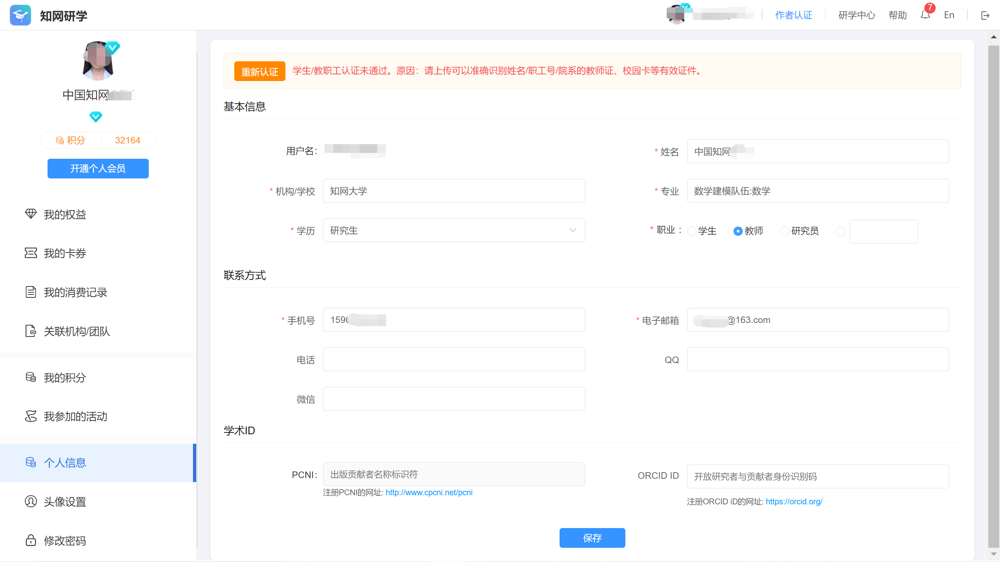 知网研学
作者认证
研学中心
帮助
7
En
中国知网
积分 32164
开通个人会员
我的权益
我的卡券
我的消费记录
关联机构/团队
我的积分
我参加的活动
个人信息
头像设置
修改密码
重新认证 学生/教职工认证未通过。原因：请上传可以准确识别姓名/职工号/院系的教师证、校园卡等有效证件。
基本信息
用户名：
* 姓名 中国知网
* 机构/学校 知网大学
* 专业 数学建模队伍:数学
* 学历 研究生
* 职业： 学生 教师 研究员
联系方式
* 手机号 159
* 电子邮箱 @163.com
电话
QQ
微信
学术ID
PCNI： 出版贡献者名称标识符
注册PCNI的网址: http://www.cpcni.net/pcni
ORCID ID 开放研究者与贡献者身份识别码
注册ORCID iD的网址: https://orcid.org/
保存